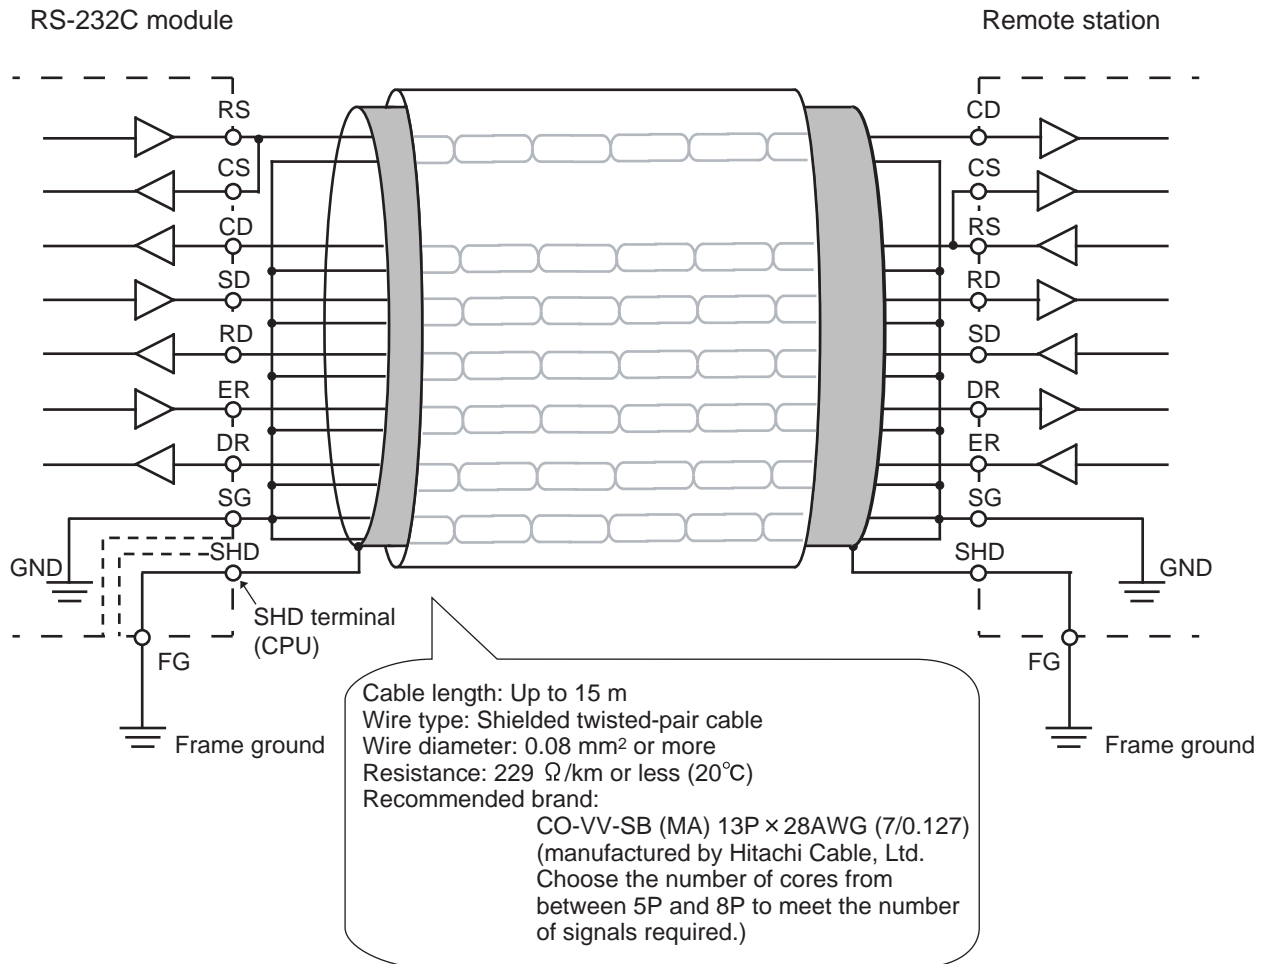 RS-232C module
Remote station
RS
CS
CD
SD
RD
ER
DR
SG
SHD
GND
SHD terminal
(CPU)
FG
Frame ground
CD
CS
RS
RD
SD
DR
ER
SG
SHD
GND
FG
Frame ground
Cable length: Up to 15 m
Wire type: Shielded twisted-pair cable
Wire diameter: 0.08 mm² or more
Resistance: 229 Ω/km or less (20°C)
Recommended brand:
CO-VV-SB (MA) 13P × 28AWG (7/0.127)
(manufactured by Hitachi Cable, Ltd.
Choose the number of cores from
between 5P and 8P to meet the number
of signals required.)